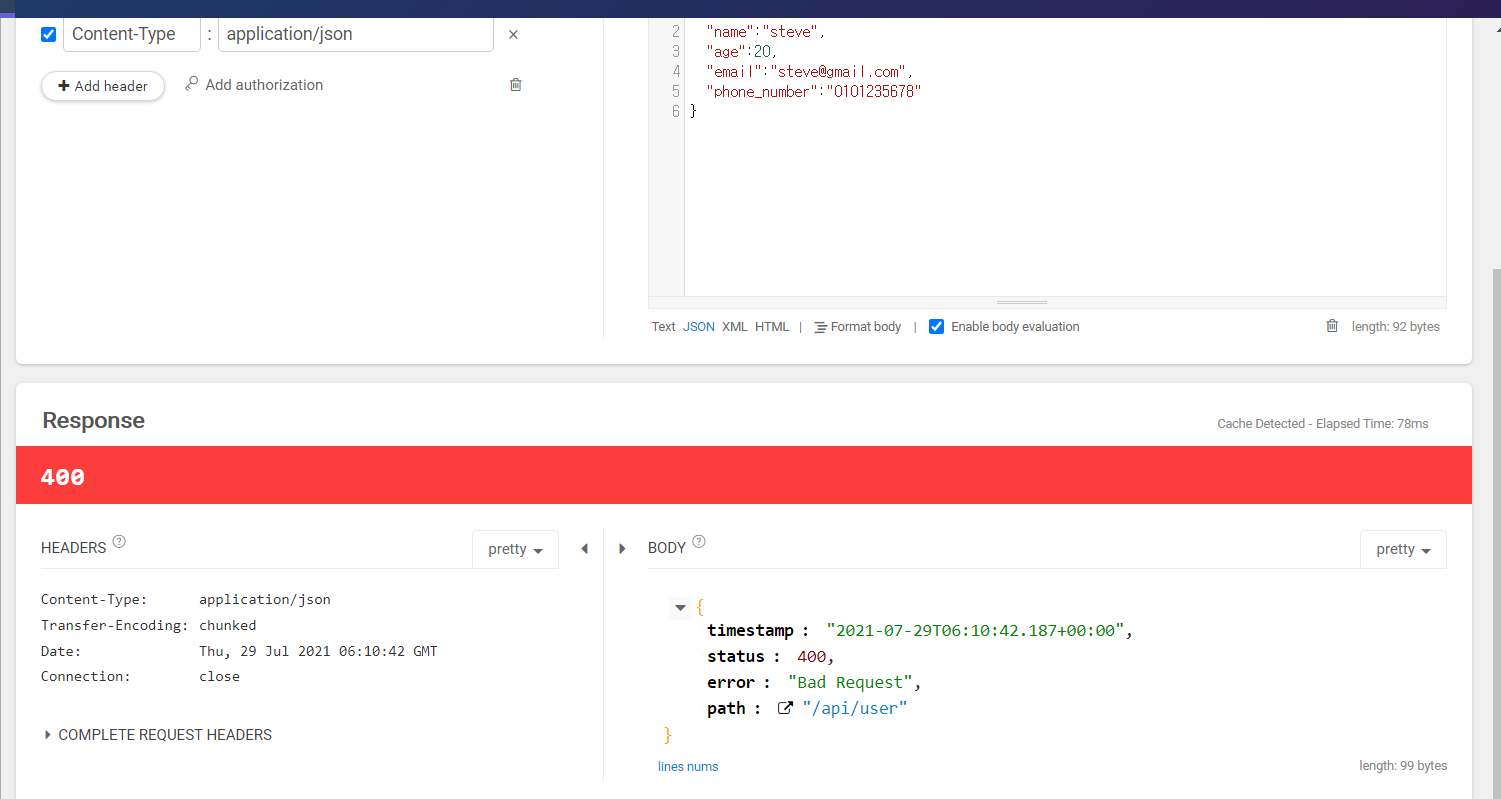 Content-Type : application/json ×
+ Add header Add authorization
2 "name":"steve",
3 "age":20,
4 "email":"steve@gmail.com",
5 "phone_number":"0101235678"
6 }
Text JSON XML HTML | Format body | Enable body evaluation length: 92 bytes
Response
Cache Detected - Elapsed Time: 78ms
400
HEADERS ? pretty
Content-Type: application/json
Transfer-Encoding: chunked
Date: Thu, 29 Jul 2021 06:10:42 GMT
Connection: close
COMPLETE REQUEST HEADERS
BODY ? pretty
{
timestamp : "2021-07-29T06:10:42.187+00:00",
status : 400,
error : "Bad Request",
path : "/api/user"
}
lines nums length: 99 bytes